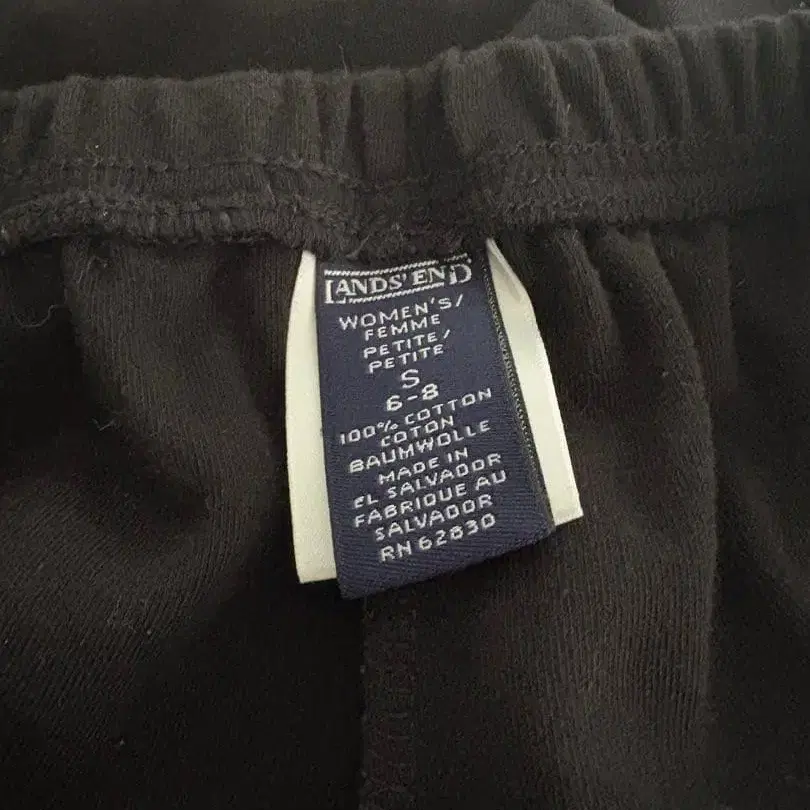 LANDS' END
WOMEN'S/
FEMME
PETITE/
PETITE
S
6-8
100% COTTON
COTON
BAUMWOLLE
MADE IN
EL SALVADOR
FABRIQUE AU
SALVADOR
RN 62830